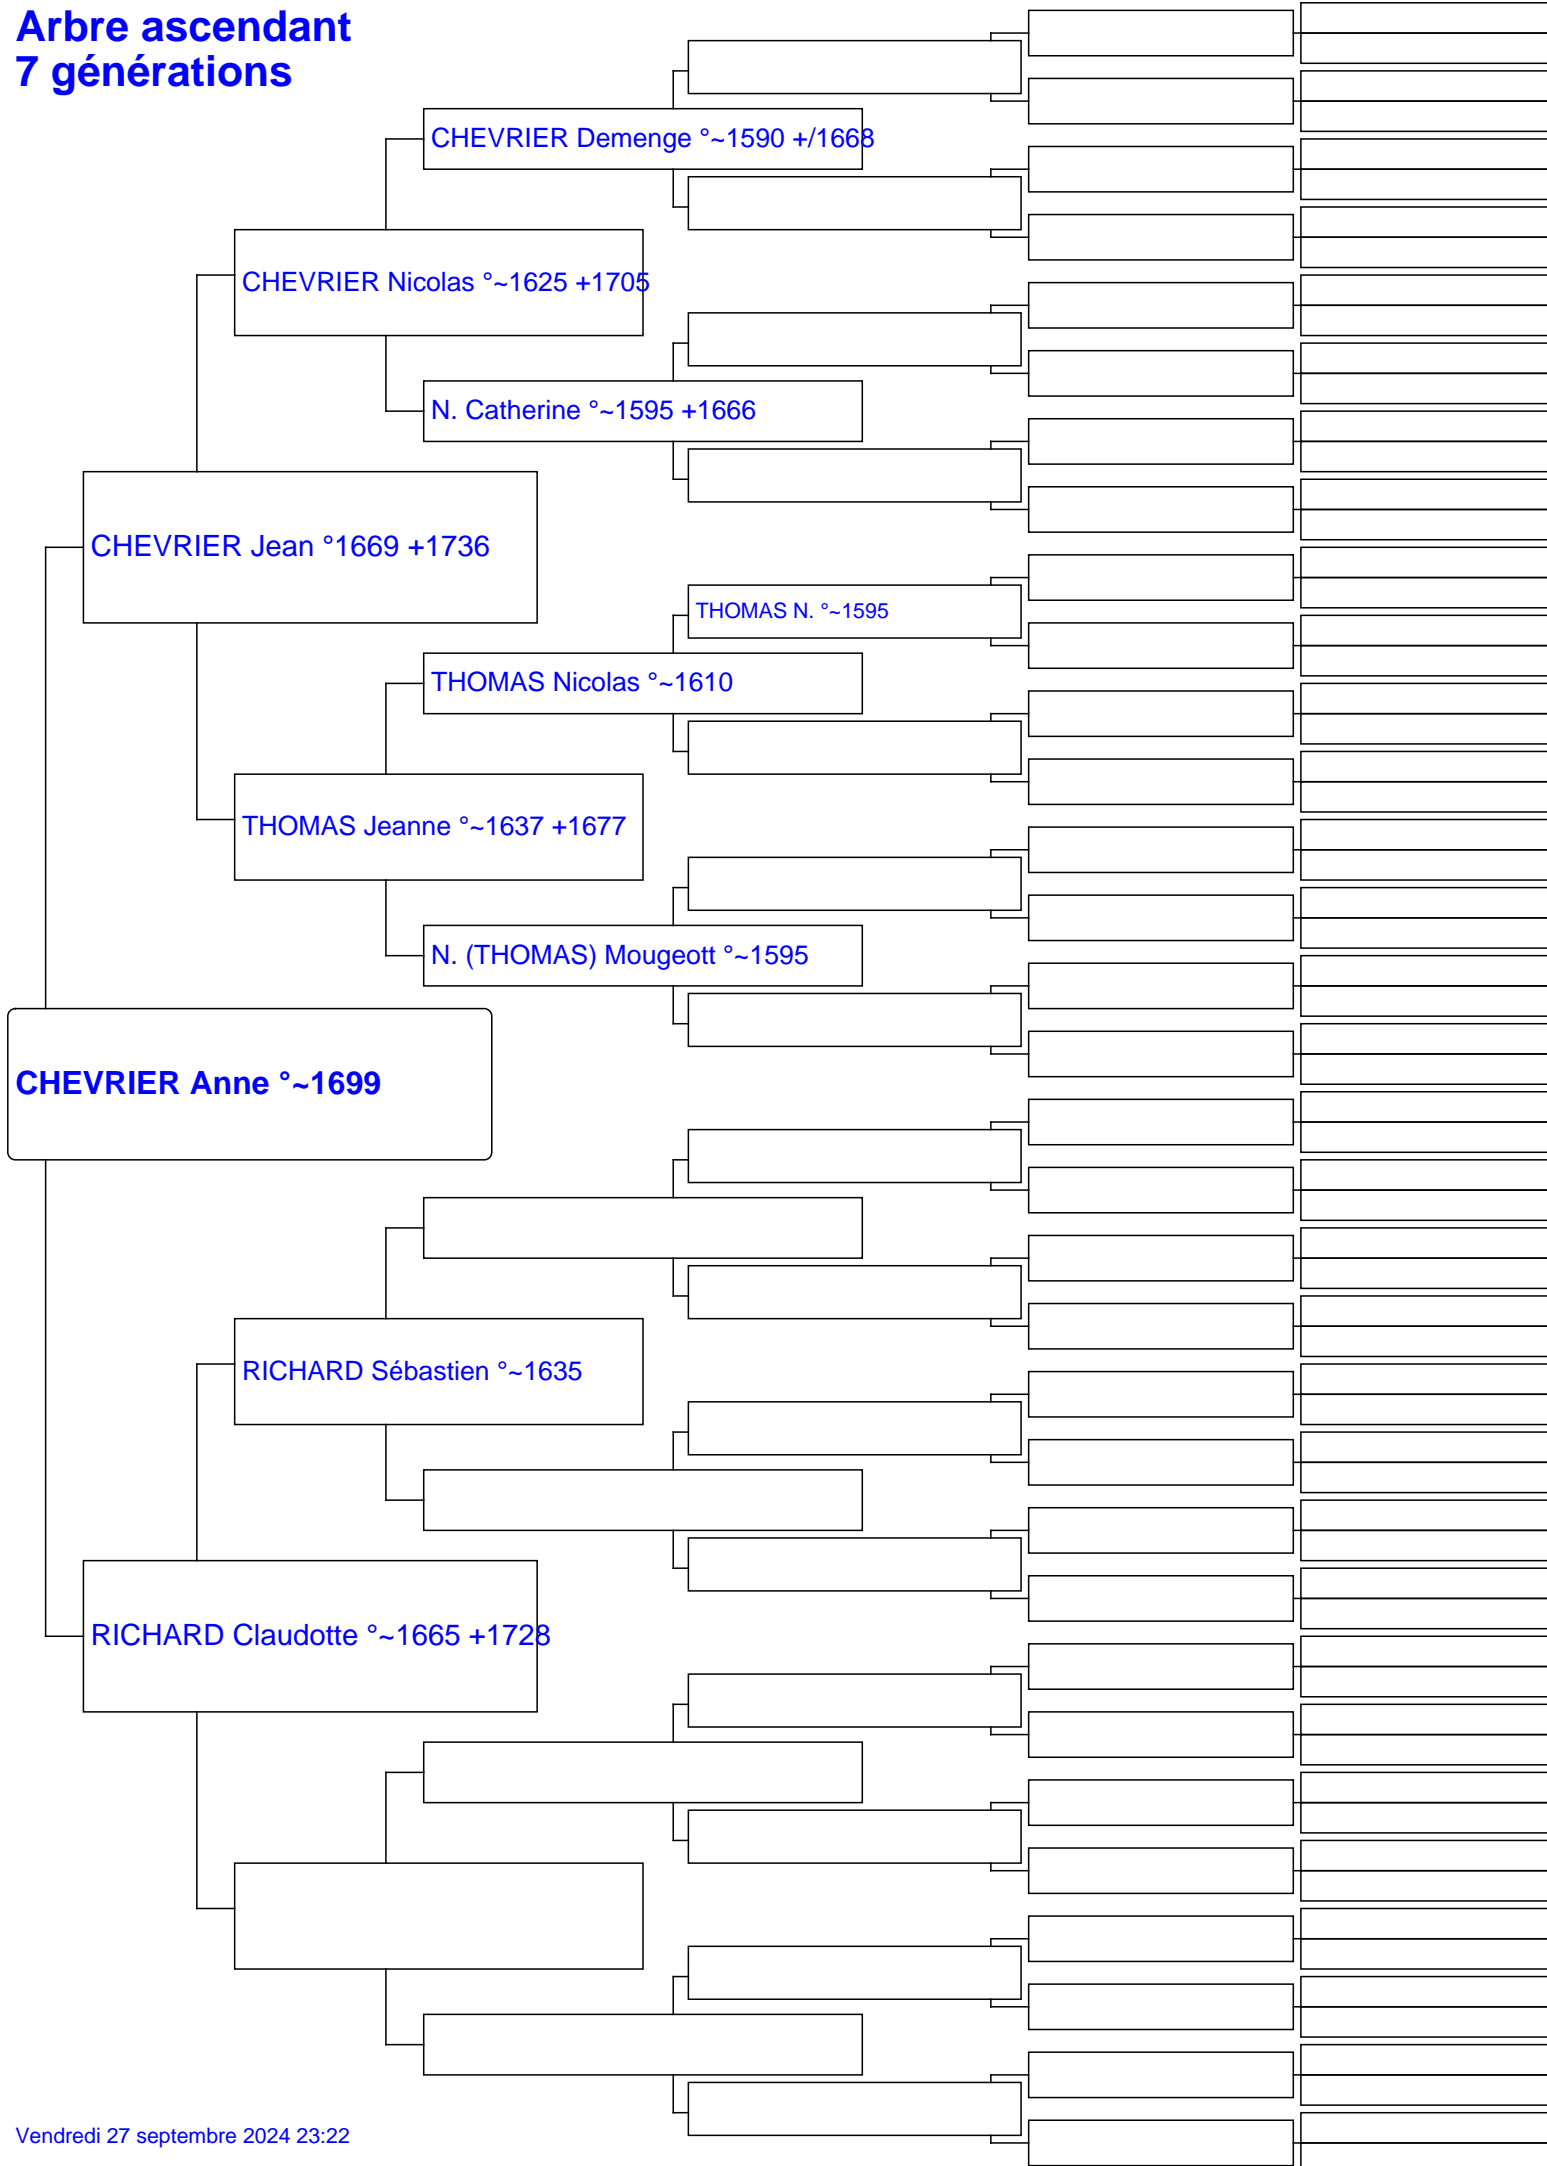 Arbre ascendant
7 générations
CHEVRIER Demenge °~1590 +/1668
CHEVRIER Nicolas °~1625 +1705
N. Catherine °~1595 +1666
CHEVRIER Jean °1669 +1736
THOMAS N. °~1595
THOMAS Nicolas °~1610
THOMAS Jeanne °~1637 +1677
N. (THOMAS) Mougeott °~1595
CHEVRIER Anne °~1699
RICHARD Sébastien °~1635
RICHARD Claudotte °~1665 +1728
Vendredi 27 septembre 2024 23:22